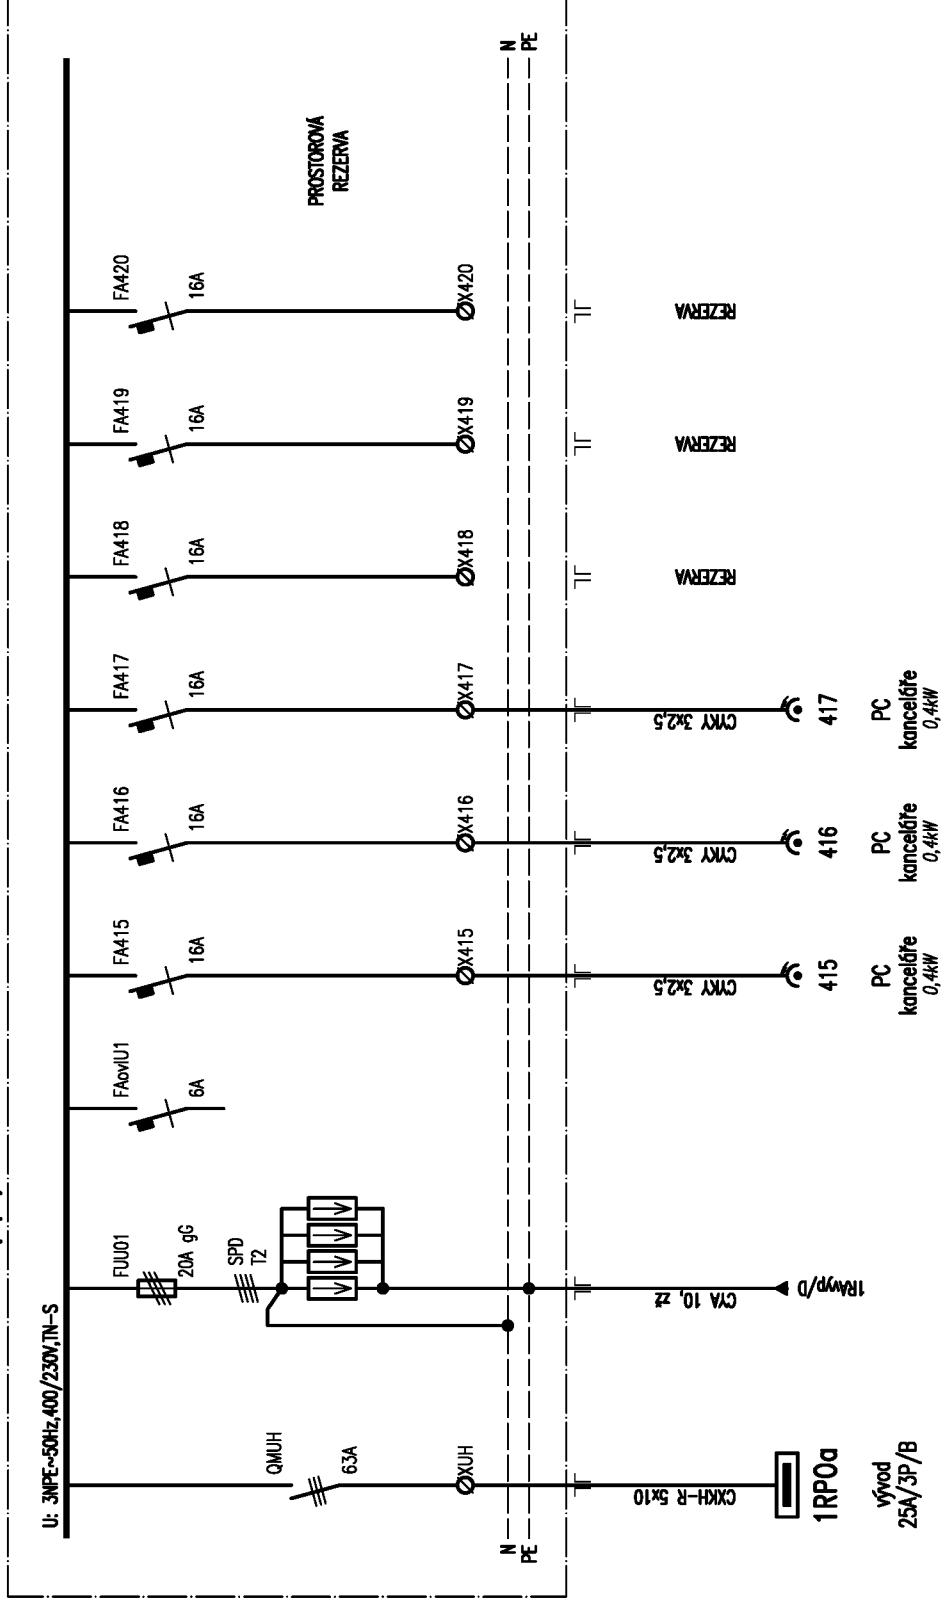 U: 3NPE~50Hz,400/230V,TN-S
QMUH
63A
XUH
CXKH-R 5x10
1RPOa
vývod
25A/3P/B
FUU01
20A gG
SPD
T2
CYA 10, zž
1RAvyp/D
FAovlU1
6A
FA415
16A
X415
CYKY 3x2,5
415
PC
kanceláře
0,4kW
FA416
16A
X416
CYKY 3x2,5
416
PC
kanceláře
0,4kW
FA417
16A
X417
CYKY 3x2,5
417
PC
kanceláře
0,4kW
FA418
16A
X418
REZERVA
FA419
16A
X419
REZERVA
FA420
16A
X420
REZERVA
PROSTOROVÁ
REZERVA
N
PE
N
PE